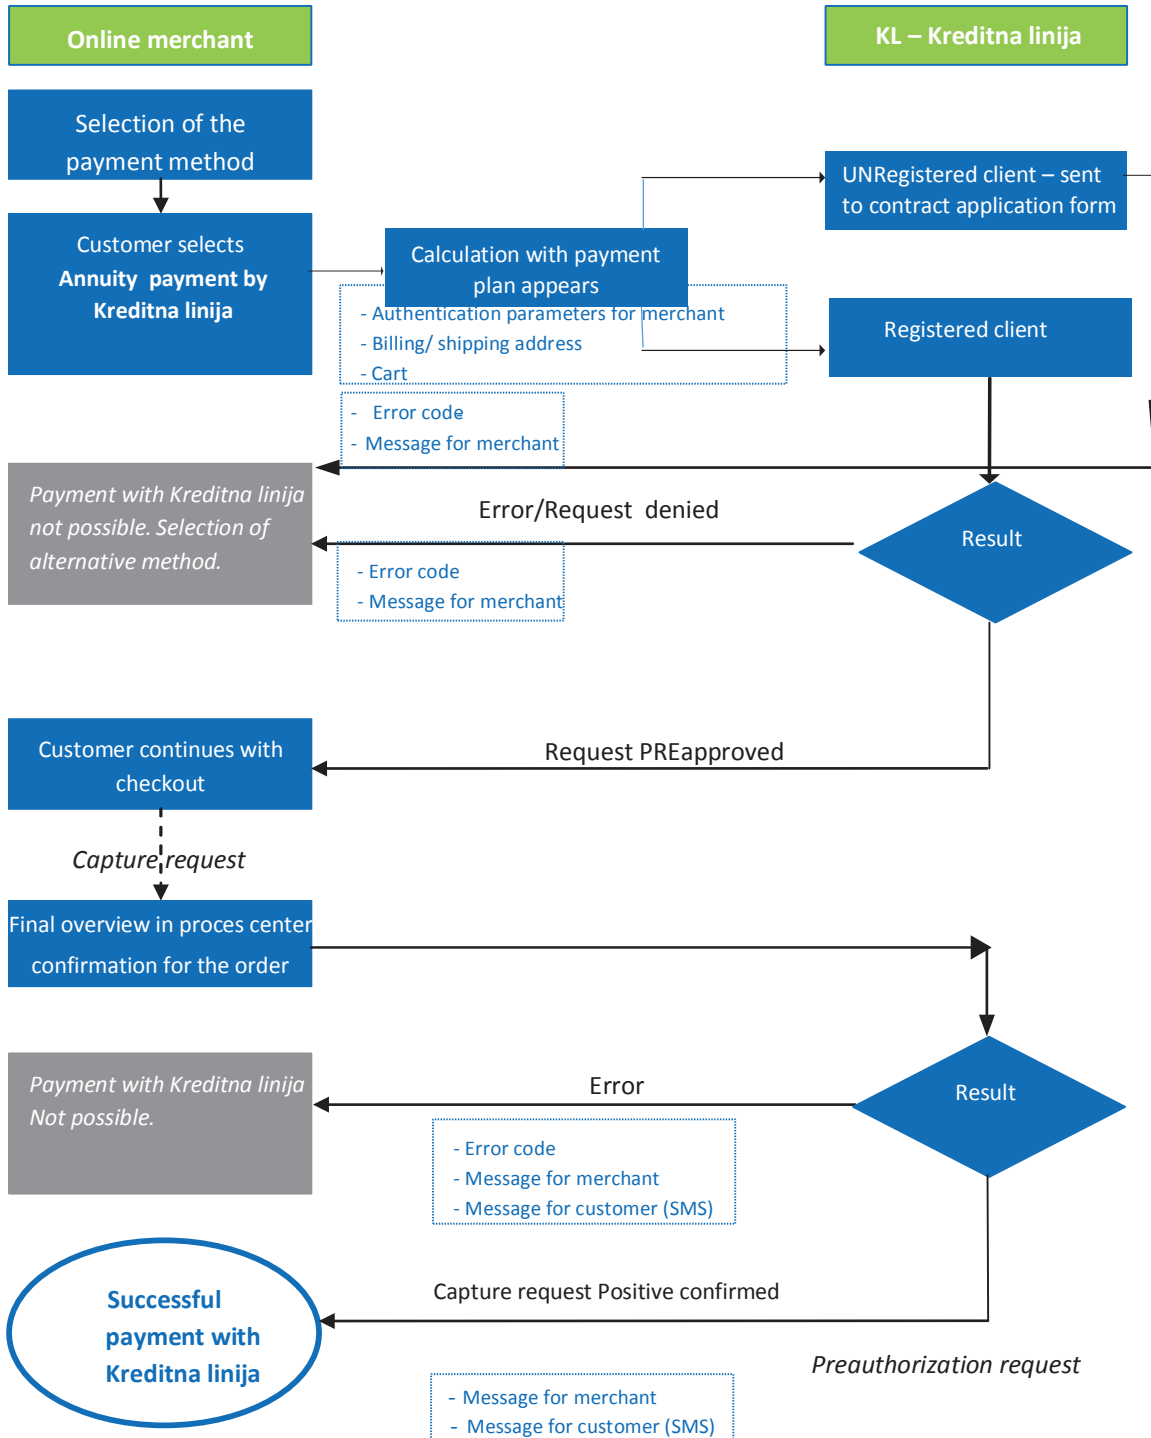 Online merchant
KL – Kreditna linija
Selection of the
payment method
UNRegistered client – sent
to contract application form
Customer selects
Annuity payment by
Kreditna linija
Calculation with payment
plan appears
- Authentication parameters for merchant
- Billing/ shipping address
- Cart
Registered client
- Error code
- Message for merchant
Payment with Kreditna linija
not possible. Selection of
alternative method.
Error/Request denied
Result
- Error code
- Message for merchant
Customer continues with
checkout
Request PREapproved
Capture request
Final overview in proces center
confirmation for the order
Payment with Kreditna linija
Not possible.
Error
Result
- Error code
- Message for merchant
- Message for customer (SMS)
Successful
payment with
Kreditna linija
Capture request Positive confirmed
Preauthorization request
- Message for merchant
- Message for customer (SMS)